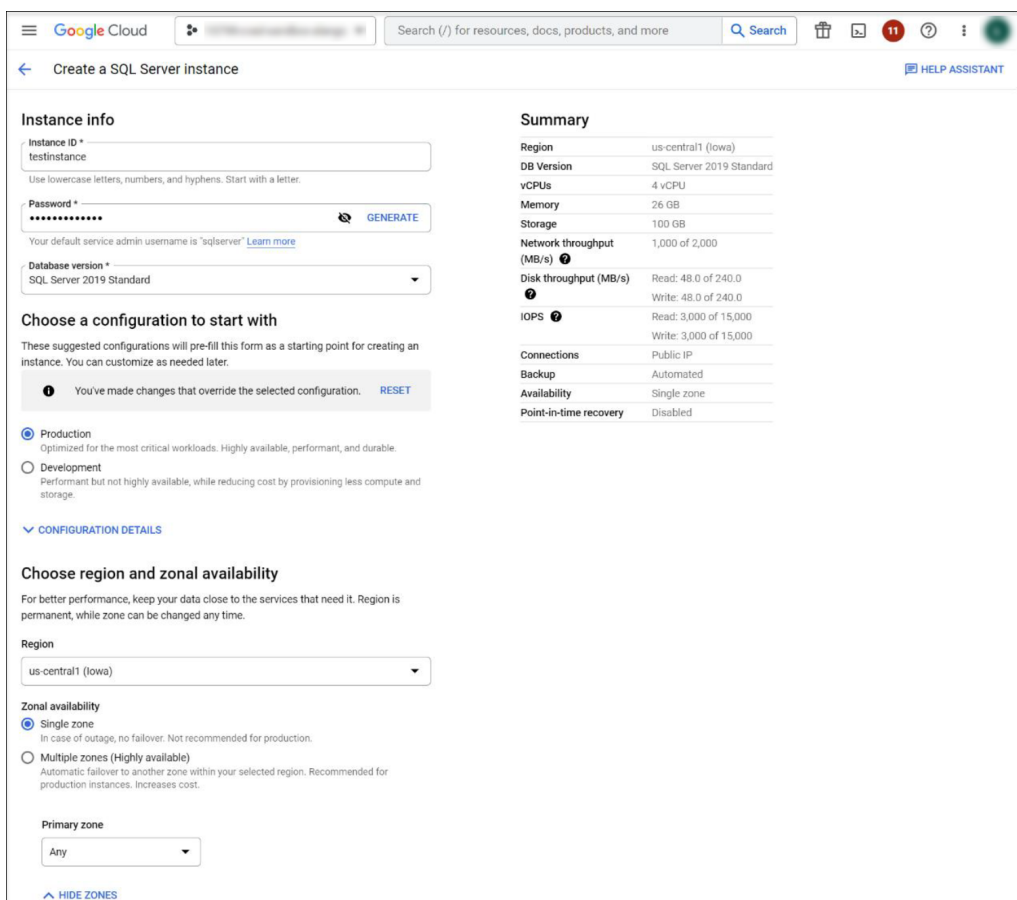 Google Cloud
Search (/) for resources, docs, products, and more
Search
11
Create a SQL Server instance
HELP ASSISTANT
Instance info
Instance ID *
testinstance
Use lowercase letters, numbers, and hyphens. Start with a letter.
Password *
•••••••••••••
GENERATE
Your default service admin username is "sqlserver" Learn more
Database version *
SQL Server 2019 Standard
Choose a configuration to start with
These suggested configurations will pre-fill this form as a starting point for creating an
instance. You can customize as needed later.
You've made changes that override the selected configuration. RESET
Production
Optimized for the most critical workloads. Highly available, performant, and durable.
Development
Performant but not highly available, while reducing cost by provisioning less compute and
storage.
CONFIGURATION DETAILS
Choose region and zonal availability
For better performance, keep your data close to the services that need it. Region is
permanent, while zone can be changed any time.
Region
us-central1 (Iowa)
Zonal availability
Single zone
In case of outage, no failover. Not recommended for production.
Multiple zones (Highly available)
Automatic failover to another zone within your selected region. Recommended for
production instances. Increases cost.
Primary zone
Any
HIDE ZONES
Summary
Region us-central1 (Iowa)
DB Version SQL Server 2019 Standard
vCPUs 4 vCPU
Memory 26 GB
Storage 100 GB
Network throughput 1,000 of 2,000
(MB/s)
Disk throughput (MB/s) Read: 48.0 of 240.0
Write: 48.0 of 240.0
IOPS Read: 3,000 of 15,000
Write: 3,000 of 15,000
Connections Public IP
Backup Automated
Availability Single zone
Point-in-time recovery Disabled